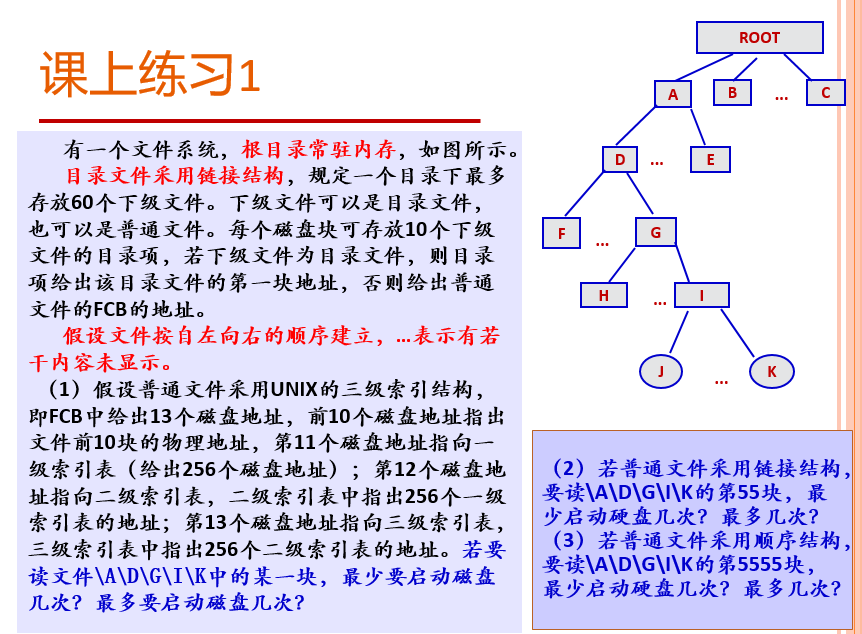 课上练习1
有一个文件系统，根目录常驻内存，如图所示。
目录文件采用链接结构，规定一个目录下最多
存放60个下级文件。下级文件可以是目录文件，
也可以是普通文件。每个磁盘块可存放10个下级
文件的目录项，若下级文件为目录文件，则目录
项给出该目录文件的第一块地址，否则给出普通
文件的FCB的地址。
假设文件按自左向右的顺序建立，…表示有若
干内容未显示。
（1）假设普通文件采用UNIX的三级索引结构，
即FCB中给出13个磁盘地址，前10个磁盘地址指出
文件前10块的物理地址，第11个磁盘地址指向一
级索引表（给出256个磁盘地址）；第12个磁盘地
址指向二级索引表，二级索引表中指出256个一级
索引表的地址；第13个磁盘地址指向三级索引表，
三级索引表中指出256个二级索引表的地址。若要
读文件\A\D\G\I\K中的某一块，最少要启动磁盘
几次？最多要启动磁盘几次？
ROOT
A
B
...
C
D
...
E
F
...
G
H
...
I
J
...
K
（2）若普通文件采用链接结构，
要读\A\D\G\I\K的第55块，最
少启动硬盘几次？最多几次？
（3）若普通文件采用顺序结构，
要读\A\D\G\I\K的第5555块，
最少启动硬盘几次？最多几次？